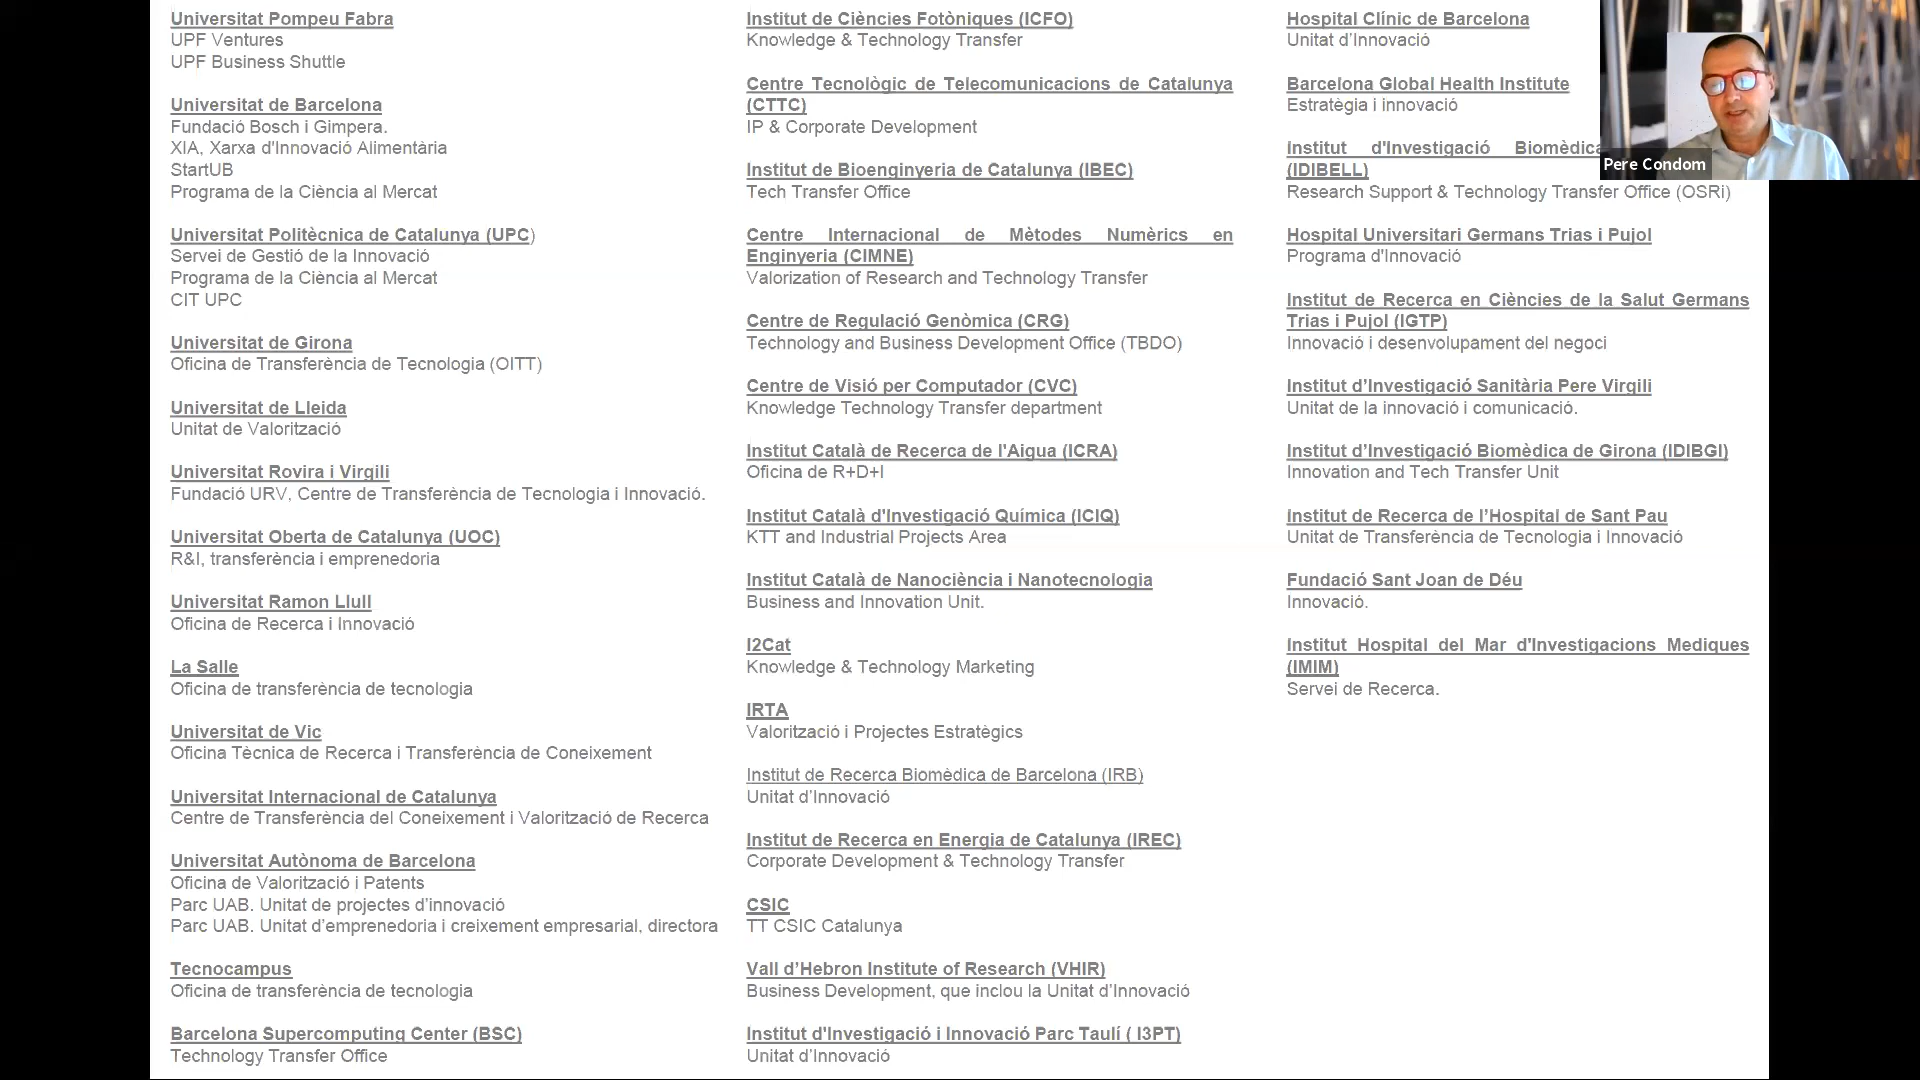 Universitat Pompeu Fabra
UPF Ventures
UPF Business Shuttle
Universitat de Barcelona
Fundació Bosch i Gimpera.
XIA, Xarxa d'Innovació Alimentària
StartUB
Programa de la Ciència al Mercat
Universitat Politècnica de Catalunya (UPC)
Servei de Gestió de la Innovació
Programa de la Ciència al Mercat
CIT UPC
Universitat de Girona
Oficina de Transferència de Tecnologia (OITT)
Universitat de Lleida
Unitat de Valorització
Universitat Rovira i Virgili
Fundació URV, Centre de Transferència de Tecnologia i Innovació.
Universitat Oberta de Catalunya (UOC)
R&I, transferència i emprenedoria
Universitat Ramon Llull
Oficina de Recerca i Innovació
La Salle
Oficina de transferència de tecnologia
Universitat de Vic
Oficina Tècnica de Recerca i Transferència de Coneixement
Universitat Internacional de Catalunya
Centre de Transferència del Coneixement i Valorització de Recerca
Universitat Autònoma de Barcelona
Oficina de Valorització i Patents
Parc UAB. Unitat de projectes d’innovació
Parc UAB. Unitat d’emprenedoria i creixement empresarial, directora
Tecnocampus
Oficina de transferència de tecnologia
Barcelona Supercomputing Center (BSC)
Technology Transfer Office
Institut de Ciències Fotòniques (ICFO)
Knowledge & Technology Transfer
Centre Tecnològic de Telecomunicacions de Catalunya
(CTTC)
IP & Corporate Development
Institut de Bioenginyeria de Catalunya (IBEC)
Tech Transfer Office
Centre Internacional de Mètodes Numèrics en
Enginyeria (CIMNE)
Valorization of Research and Technology Transfer
Centre de Regulació Genòmica (CRG)
Technology and Business Development Office (TBDO)
Centre de Visió per Computador (CVC)
Knowledge Technology Transfer department
Institut Català de Recerca de l'Aigua (ICRA)
Oficina de R+D+I
Institut Català d'Investigació Química (ICIQ)
KTT and Industrial Projects Area
Institut Català de Nanociència i Nanotecnologia
Business and Innovation Unit.
I2Cat
Knowledge & Technology Marketing
IRTA
Valorització i Projectes Estratègics
Institut de Recerca Biomèdica de Barcelona (IRB)
Unitat d’Innovació
Institut de Recerca en Energia de Catalunya (IREC)
Corporate Development & Technology Transfer
CSIC
TT CSIC Catalunya
Vall d’Hebron Institute of Research (VHIR)
Business Development, que inclou la Unitat d’Innovació
Institut d'Investigació i Innovació Parc Taulí ( I3PT)
Unitat d’Innovació
Hospital Clínic de Barcelona
Unitat d’Innovació
Barcelona Global Health Institute
Estratègia i innovació
Institut d'Investigació Biomèdica
(IDIBELL)
Research Support & Technology Transfer Office (OSRi)
Hospital Universitari Germans Trias i Pujol
Programa d'Innovació
Institut de Recerca en Ciències de la Salut Germans
Trias i Pujol (IGTP)
Innovació i desenvolupament del negoci
Institut d’Investigació Sanitària Pere Virgili
Unitat de la innovació i comunicació.
Institut d’Investigació Biomèdica de Girona (IDIBGI)
Innovation and Tech Transfer Unit
Institut de Recerca de l’Hospital de Sant Pau
Unitat de Transferència de Tecnologia i Innovació
Fundació Sant Joan de Déu
Innovació.
Institut Hospital del Mar d'Investigacions Mediques
(IMIM)
Servei de Recerca.
Pere Condom